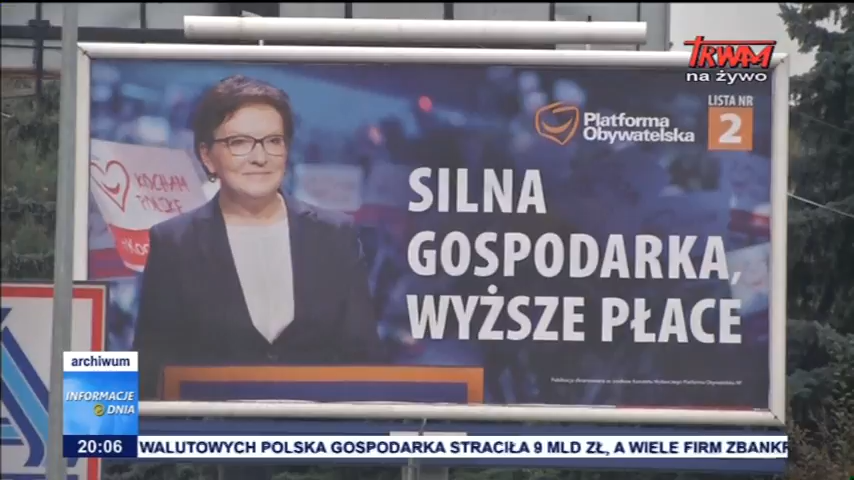 TRWAM
na żywo
LISTA NR
2
Platforma
Obywatelska
KOCHAM
POLSKĘ
SILNA
GOSPODARKA,
WYŻSZE PŁACE
archiwum
INFORMACJE
DNIA
20:06
WALUTOWYCH POLSKA GOSPODARKA STRACIŁA 9 MLD ZŁ, A WIELE FIRM ZBANKR